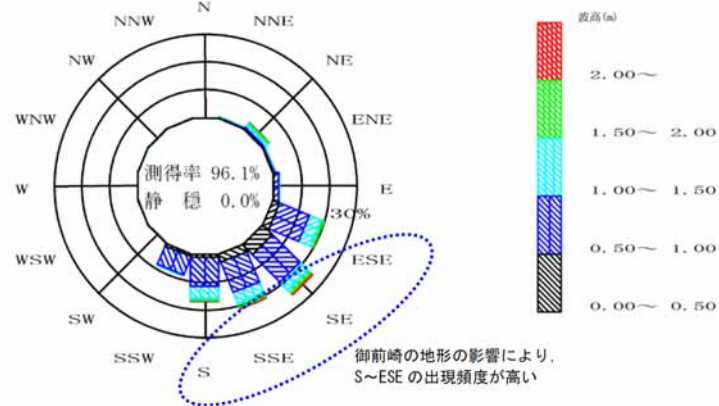 N
NNW
NNE
NW
NE
WNW
ENE
W
測得率 96.1%
静 穏 0.0%
E
30%
WSW
ESE
SW
SE
SSW
SSE
S
御前崎の地形の影響により,
S~ESE の出現頻度が高い
波高(m)
2.00～
1.50～ 2.00
1.00～ 1.50
0.50～ 1.00
0.00～ 0.50